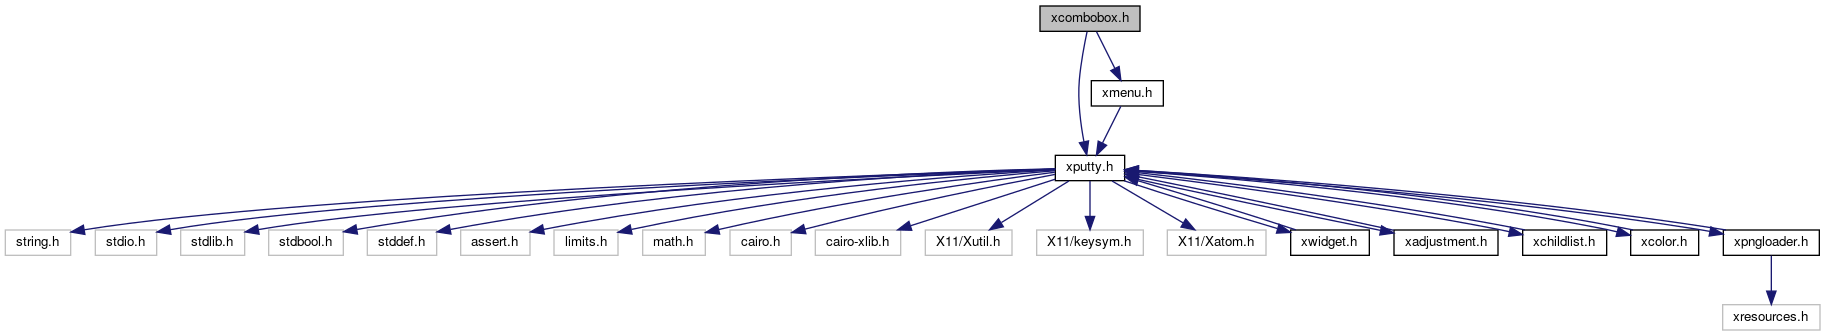 xcombobox.h
xmenu.h
xputty.h
string.h
stdio.h
stdlib.h
stdbool.h
stddef.h
assert.h
limits.h
math.h
cairo.h
cairo-xlib.h
X11/Xutil.h
X11/keysym.h
X11/Xatom.h
xwidget.h
xadjustment.h
xchildlist.h
xcolor.h
xpngloader.h
xresources.h